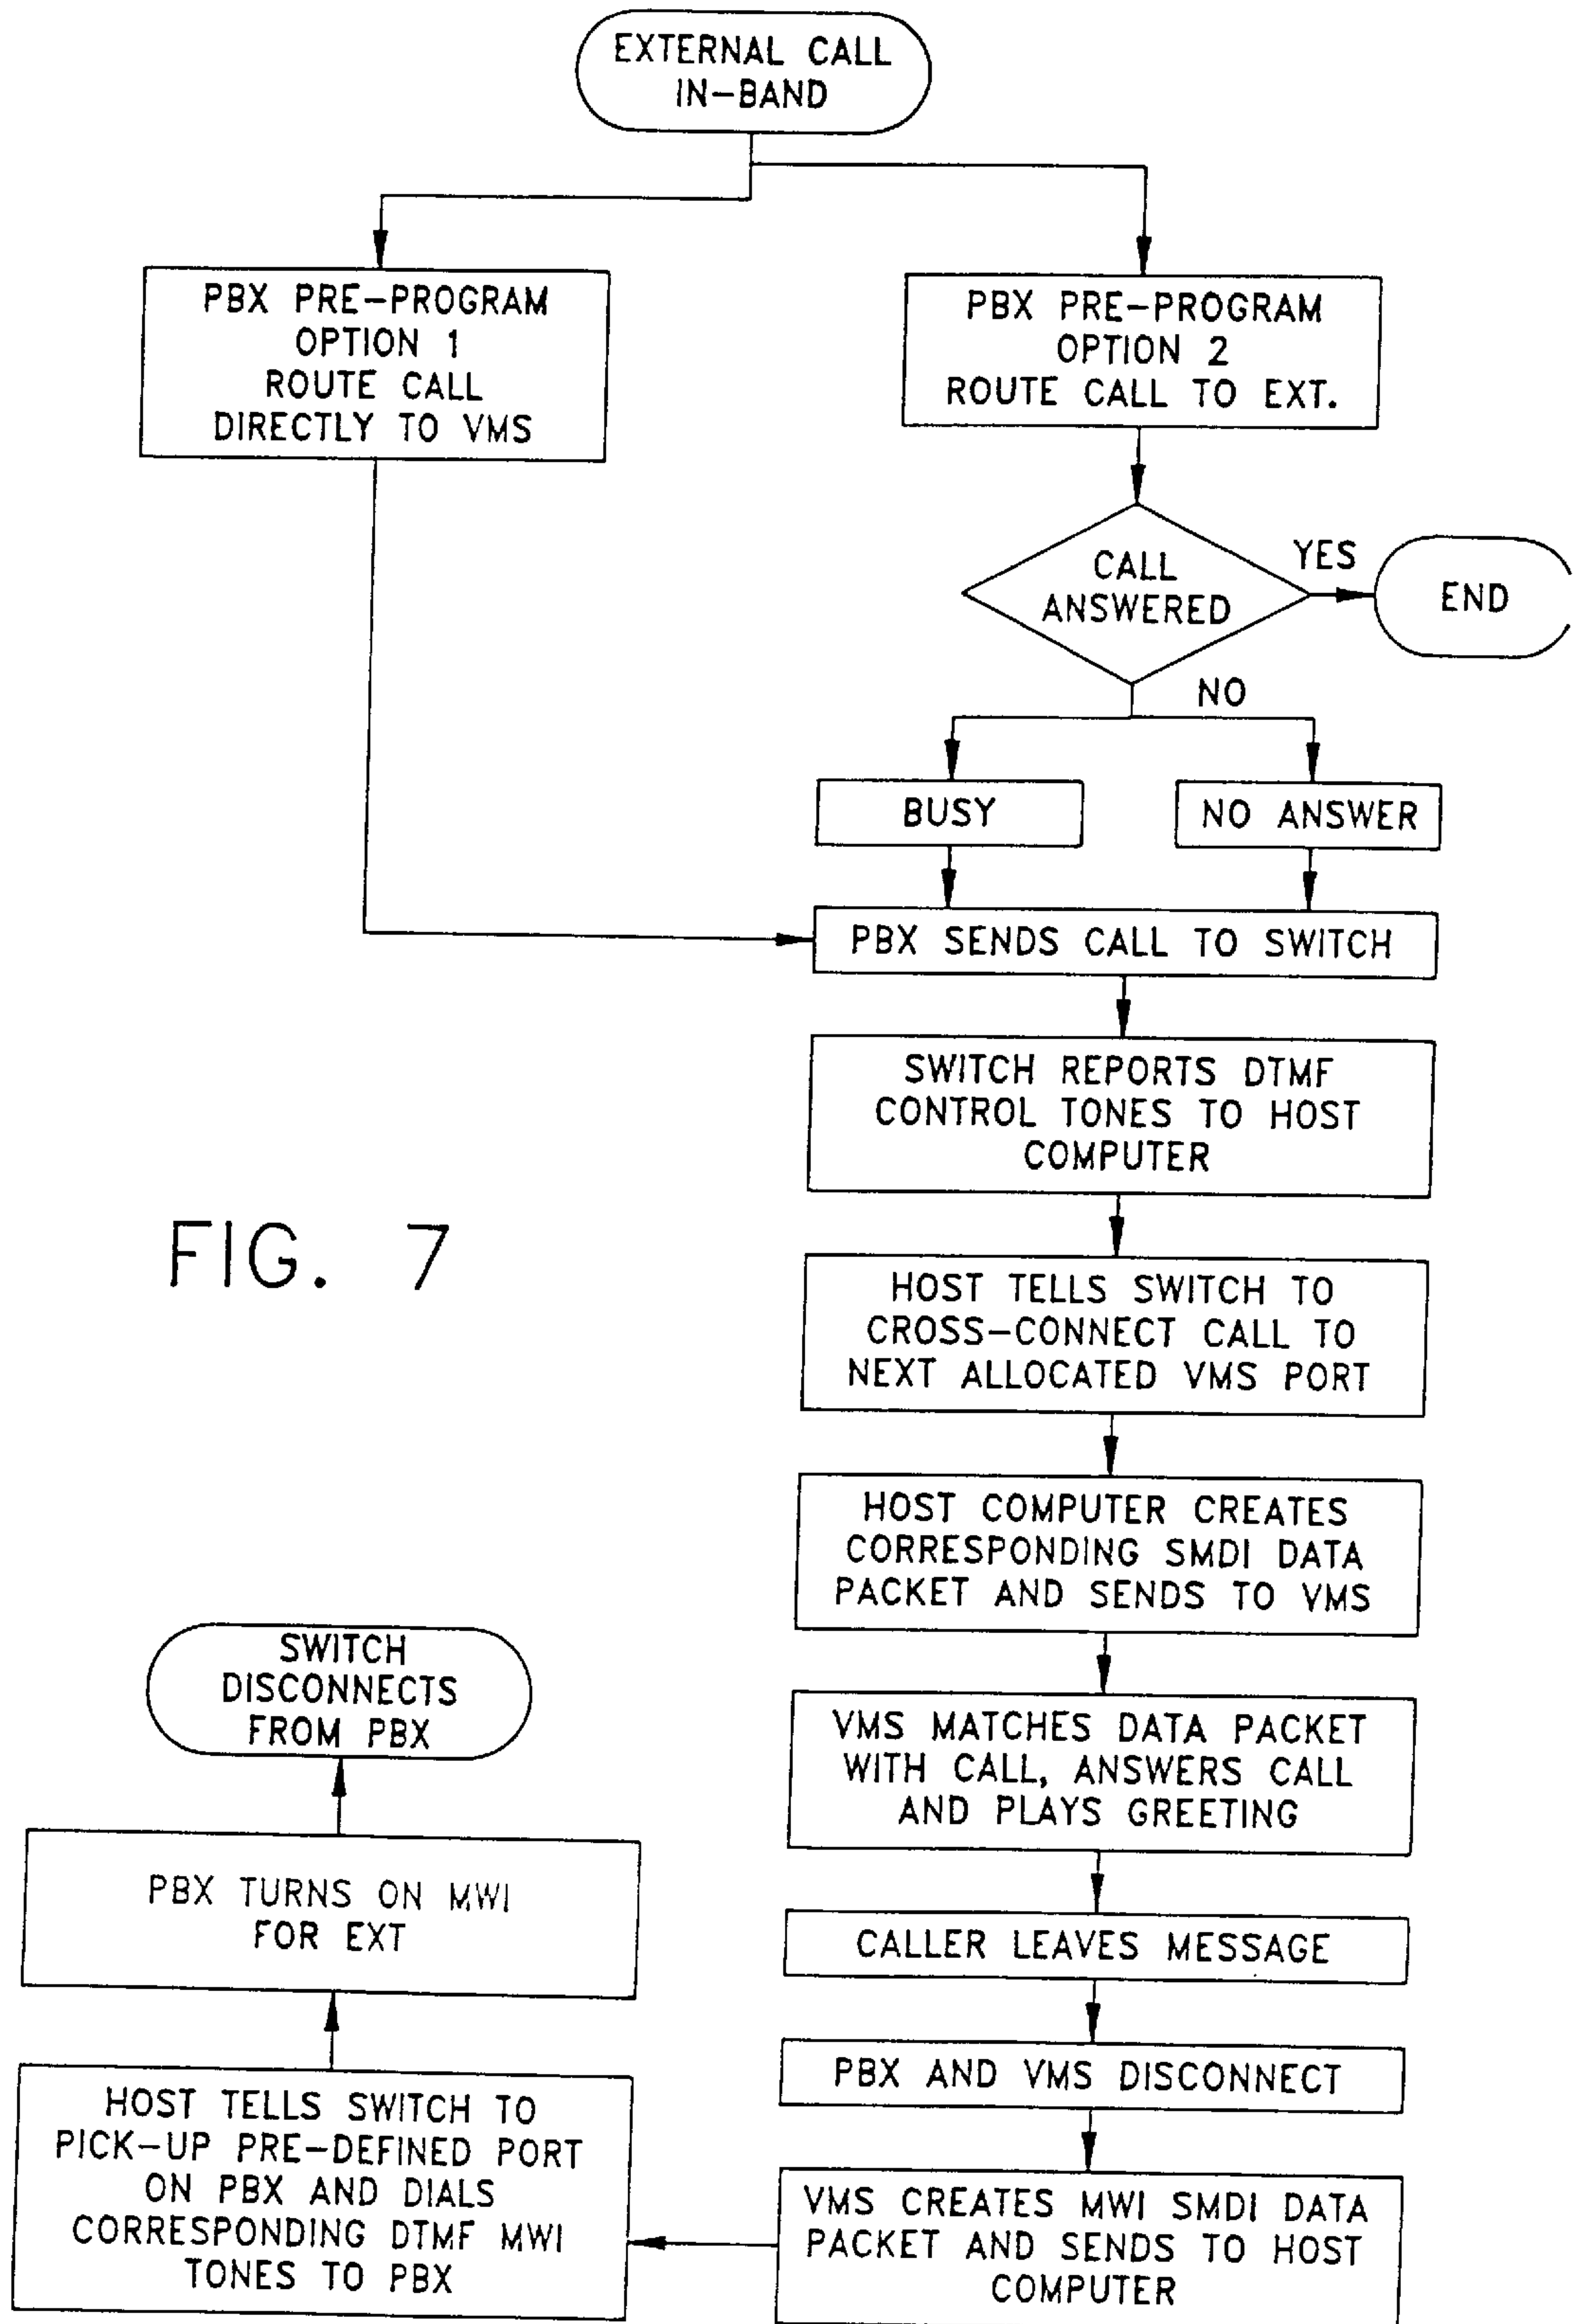 EXTERNAL CALL
IN-BAND
PBX PRE-PROGRAM
OPTION 1
ROUTE CALL
DIRECTLY TO VMS
PBX PRE-PROGRAM
OPTION 2
ROUTE CALL TO EXT.
CALL
ANSWERED
YES
END
NO
BUSY
NO ANSWER
PBX SENDS CALL TO SWITCH
SWITCH REPORTS DTMF
CONTROL TONES TO HOST
COMPUTER
FIG. 7
HOST TELLS SWITCH TO
CROSS-CONNECT CALL TO
NEXT ALLOCATED VMS PORT
HOST COMPUTER CREATES
CORRESPONDING SMDI DATA
PACKET AND SENDS TO VMS
VMS MATCHES DATA PACKET
WITH CALL, ANSWERS CALL
AND PLAYS GREETING
CALLER LEAVES MESSAGE
PBX AND VMS DISCONNECT
VMS CREATES MWI SMDI DATA
PACKET AND SENDS TO HOST
COMPUTER
HOST TELLS SWITCH TO
PICK-UP PRE-DEFINED PORT
ON PBX AND DIALS
CORRESPONDING DTMF MWI
TONES TO PBX
PBX TURNS ON MWI
FOR EXT
SWITCH
DISCONNECTS
FROM PBX